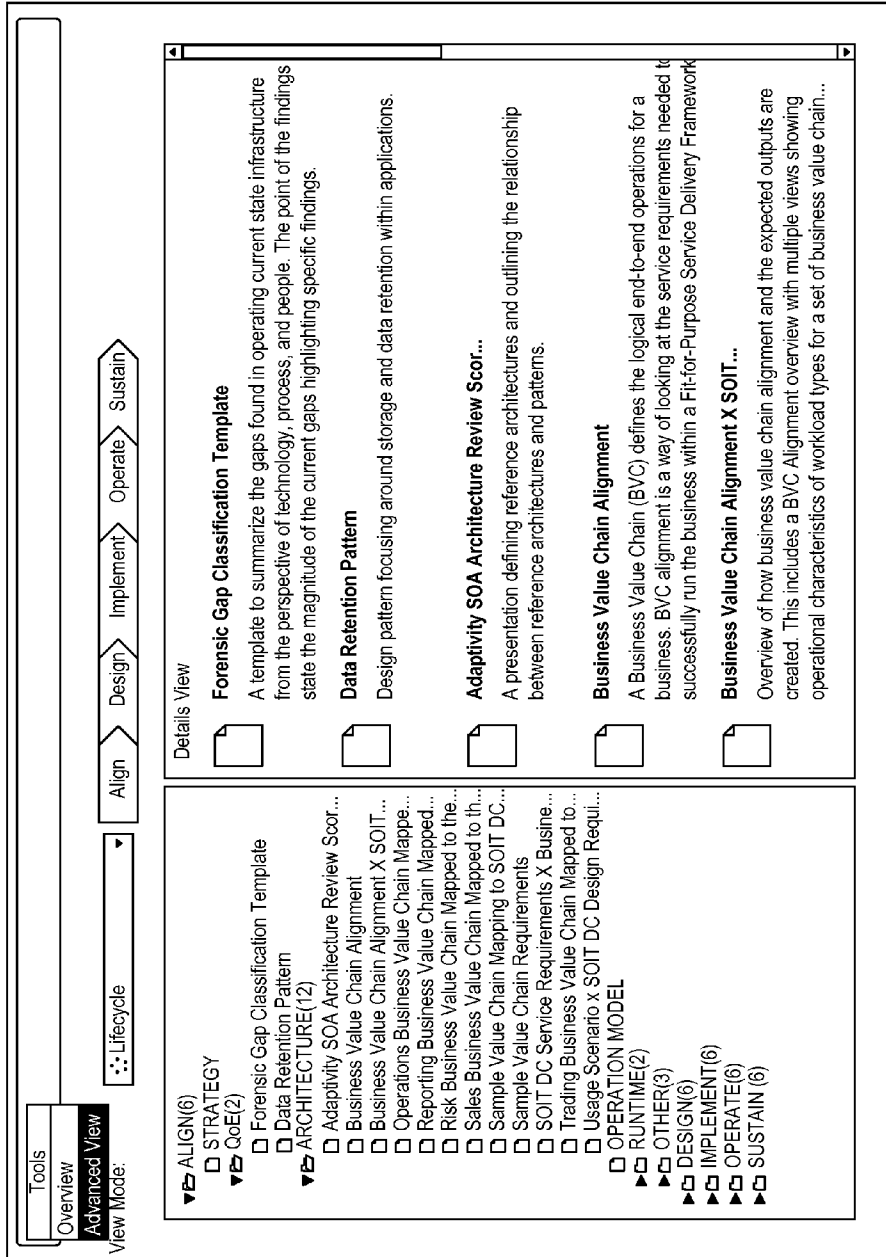 Tools
Overview
Advanced View
View Mode:
Lifecycle
Align
Design
Implement
Operate
Sustain
ALIGN(6)
STRATEGY
QoE(2)
Forensic Gap Classification Template
Data Retention Pattern
ARCHITECTURE(12)
Adaptivity SOA Architecture Review Scor...
Business Value Chain Alignment
Business Value Chain Alignment X SOIT...
Operations Business Value Chain Mappe...
Reporting Business Value Chain Mapped...
Risk Business Value Chain Mapped to the...
Sales Business Value Chain Mapped to th...
Sample Value Chain Mapping to SOIT DC...
Sample Value Chain Requirements
SOIT DC Service Requirements X Busine...
Trading Business Value Chain Mapped to...
Usage Scenario x SOIT DC Design Requi...
OPERATION MODEL
RUNTIME(2)
OTHER(3)
DESIGN(6)
IMPLEMENT(6)
OPERATE(6)
SUSTAIN (6)
Details View
Forensic Gap Classification Template
A template to summarize the gaps found in operating current state infrastructure
from the perspective of technology, process, and people. The point of the findings
state the magnitude of the current gaps highlighting specific findings.
Data Retention Pattern
Design pattern focusing around storage and data retention within applications.
Adaptivity SOA Architecture Review Scor...
A presentation defining reference architectures and outlining the relationship
between reference architectures and patterns.
Business Value Chain Alignment
A Business Value Chain (BVC) defines the logical end-to-end operations for a
business. BVC alignment is a way of looking at the service requirements needed to
successfully run the business within a Fit-for-Purpose Service Delivery Framework
Business Value Chain Alignment X SOIT...
Overview of how business value chain alignment and the expected outputs are
created. This includes a BVC Alignment overview with multiple views showing
operational characteristics of workload types for a set of business value chain...